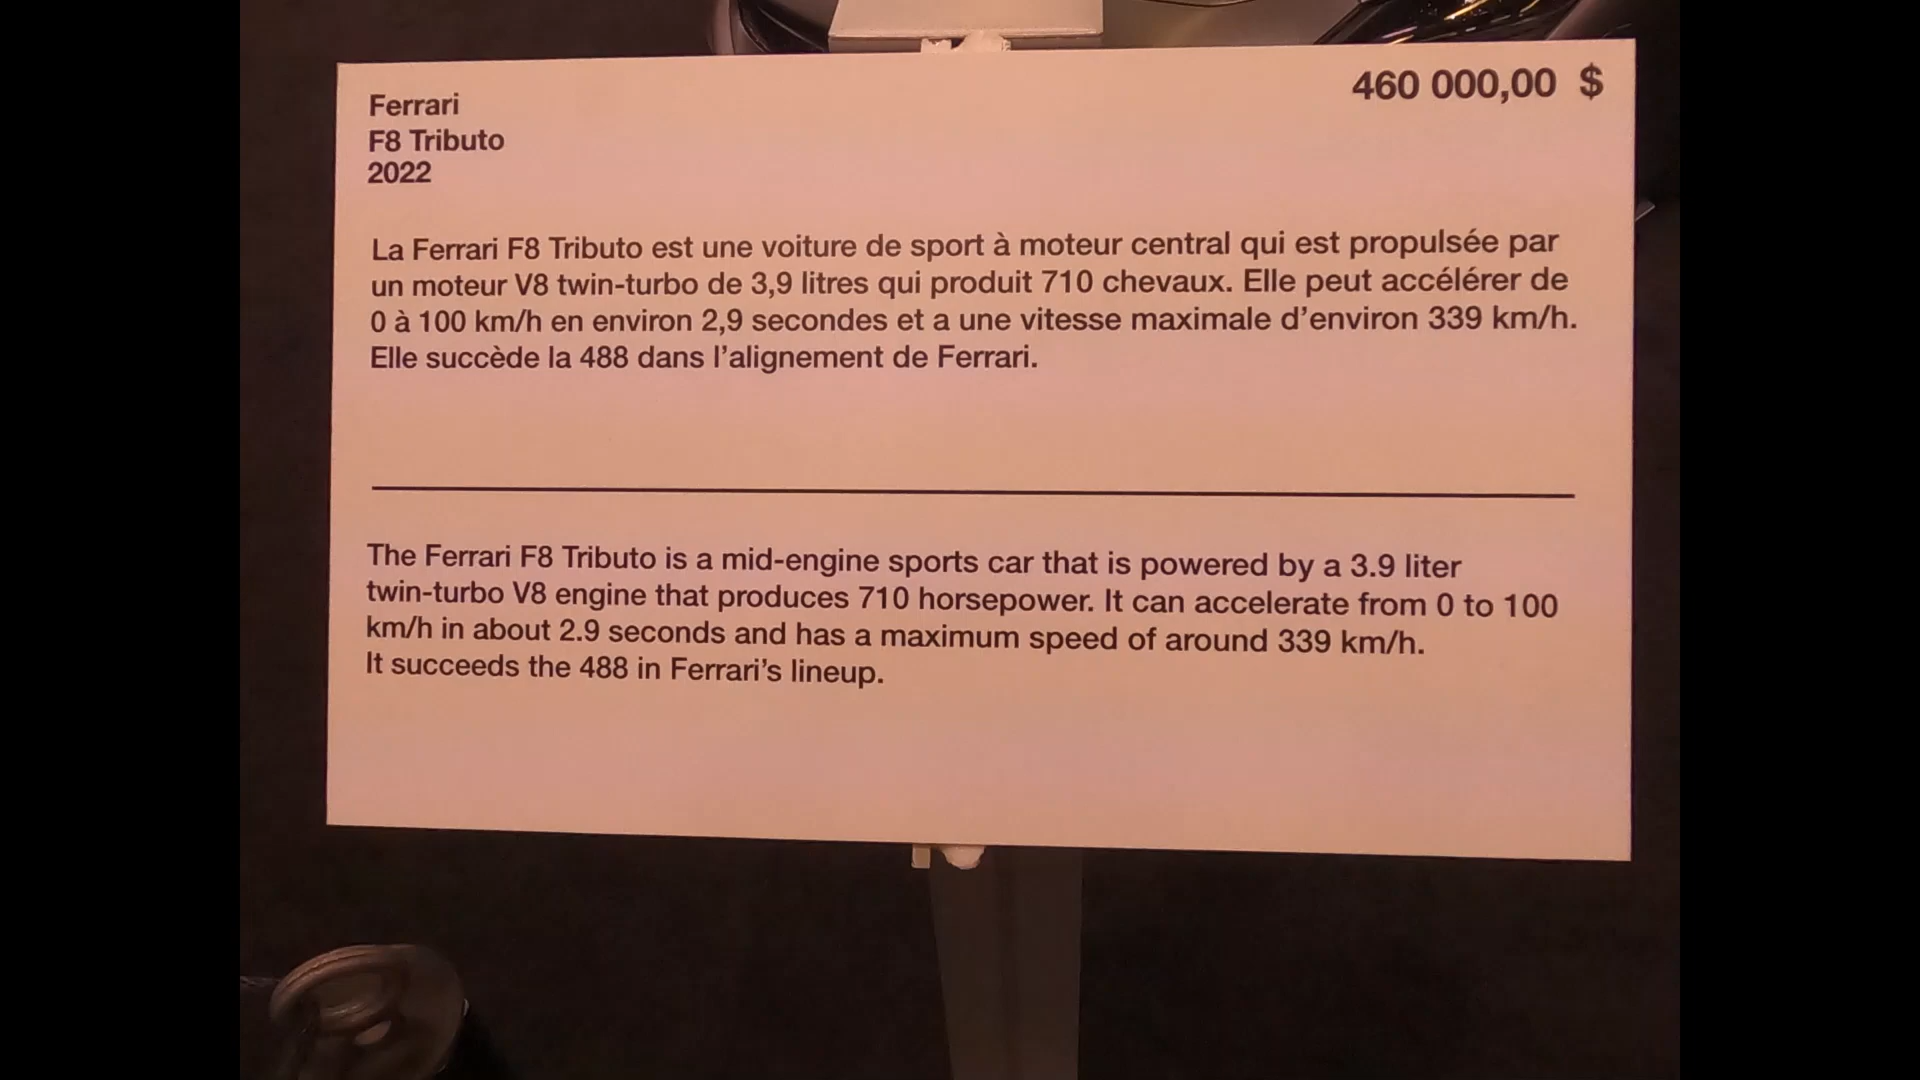 460 000,00 $
Ferrari
F8 Tributo
2022
La Ferrari F8 Tributo est une voiture de sport à moteur central qui est propulsée par
un moteur V8 twin-turbo de 3,9 litres qui produit 710 chevaux. Elle peut accélérer de
0 à 100 km/h en environ 2,9 secondes et a une vitesse maximale d’environ 339 km/h.
Elle succède la 488 dans l’alignement de Ferrari.
The Ferrari F8 Tributo is a mid-engine sports car that is powered by a 3.9 liter
twin-turbo V8 engine that produces 710 horsepower. It can accelerate from 0 to 100
km/h in about 2.9 seconds and has a maximum speed of around 339 km/h.
It succeeds the 488 in Ferrari’s lineup.